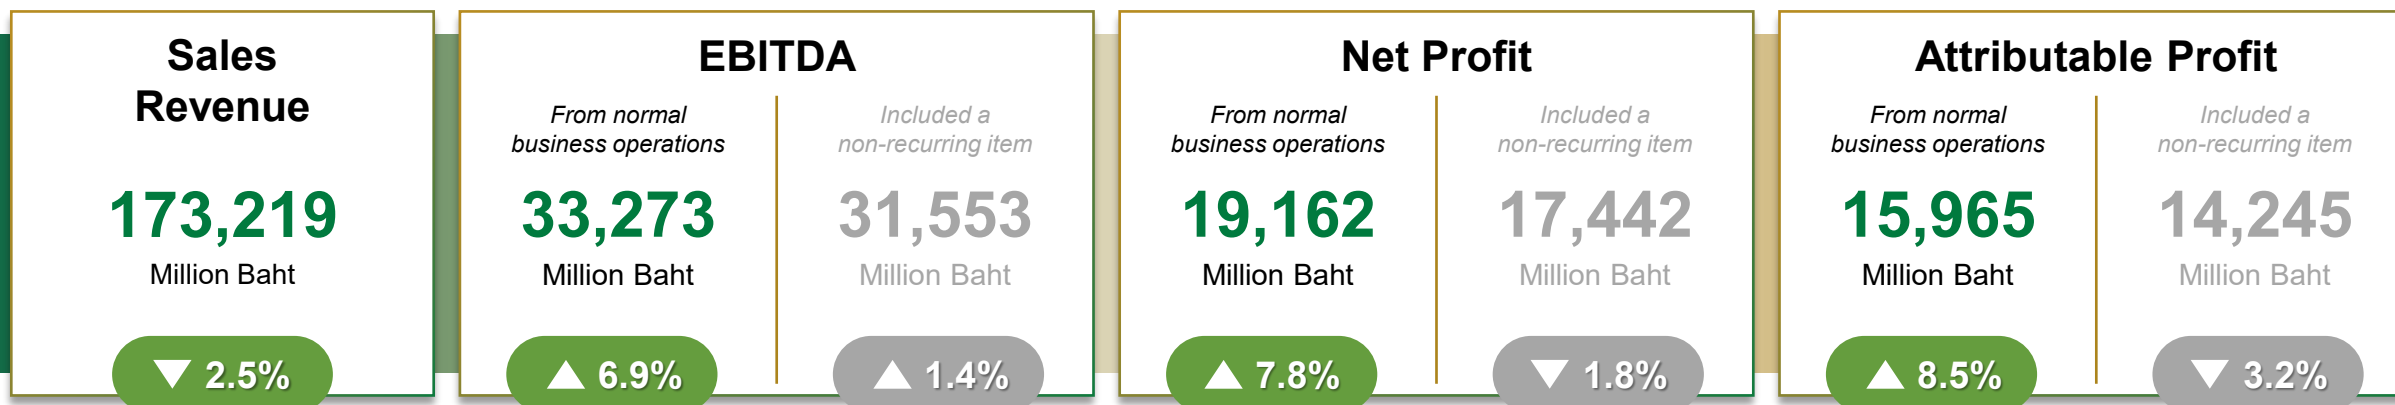 Sales
Revenue
173,219
Million Baht
▼ 2.5%
EBITDA
From normal
business operations
33,273
Million Baht
▲ 6.9%
Included a
non-recurring item
31,553
Million Baht
▲ 1.4%
Net Profit
From normal
business operations
19,162
Million Baht
▲ 7.8%
Included a
non-recurring item
17,442
Million Baht
▼ 1.8%
Attributable Profit
From normal
business operations
15,965
Million Baht
▲ 8.5%
Included a
non-recurring item
14,245
Million Baht
▼ 3.2%